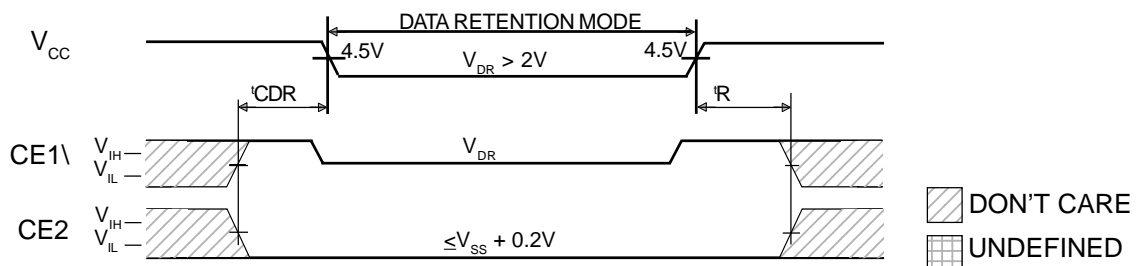 DATA RETENTION MODE
VCC
4.5V
4.5V
VDR > 2V
tCDR
tR
CE1\
VIH
VIL
VDR
CE2
VIH
VIL
≤VSS + 0.2V
DON'T CARE
UNDEFINED